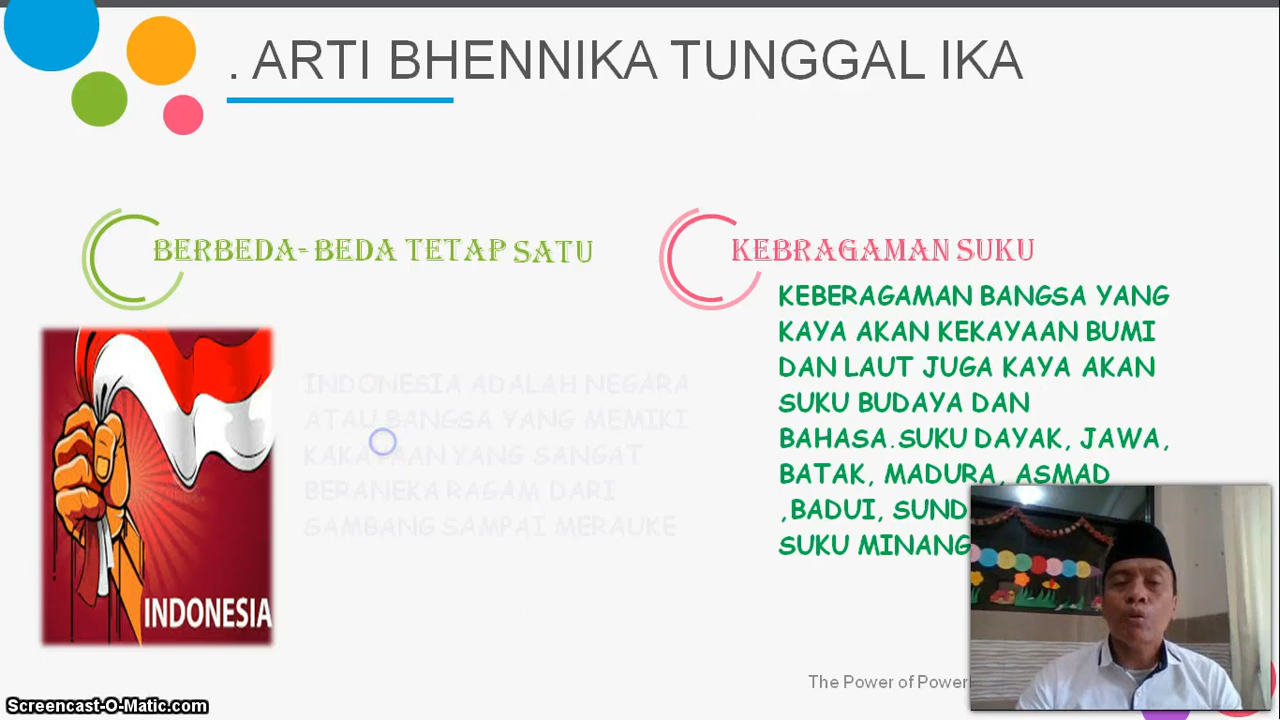 . ARTI BHENNIKA TUNGGAL IKA
BERBEDA- BEDA TETAP SATU
INDONESIA ADALAH NEGARA
ATAU BANGSA YANG MEMIKI
KAKAYAAN YANG SANGAT
BERANEKA RAGAM DARI
SAMBANG SAMPAI MERAUKE
INDONESIA
KEBRAGAMAN SUKU
KEBERAGAMAN BANGSA YANG
KAYA AKAN KEKAYAAN BUMI
DAN LAUT JUGA KAYA AKAN
SUKU BUDAYA DAN
BAHASA.SUKU DAYAK, JAWA,
BATAK, MADURA, ASMAD
,BADUI, SUND
SUKU MINANG
The Power of Power
Screencast-O-Matic.com